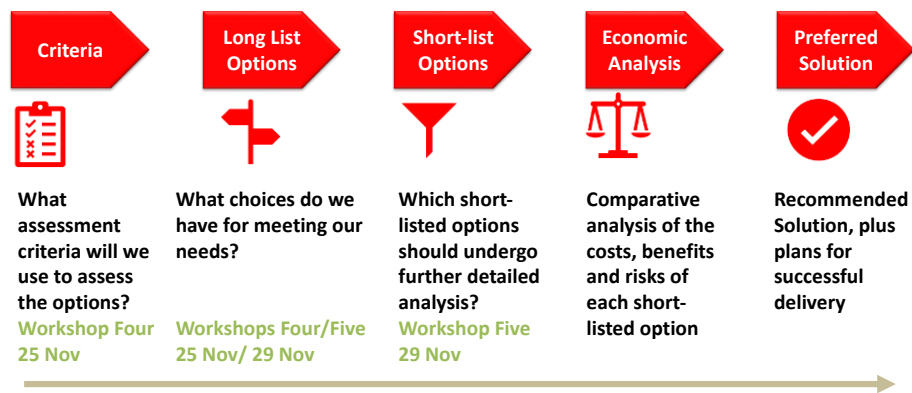 Criteria
Long List
Options
Short-list
Options
Economic
Analysis
Preferred
Solution
What
assessment
criteria will we
use to assess
the options?
Workshop Four
25 Nov
What choices do we
have for meeting our
needs?
Workshops Four/Five
25 Nov/ 29 Nov
Which short-
listed options
should undergo
further detailed
analysis?
Workshop Five
29 Nov
Comparative
analysis of the
costs, benefits
and risks of
each short-
listed option
Recommended
Solution, plus
plans for
successful
delivery